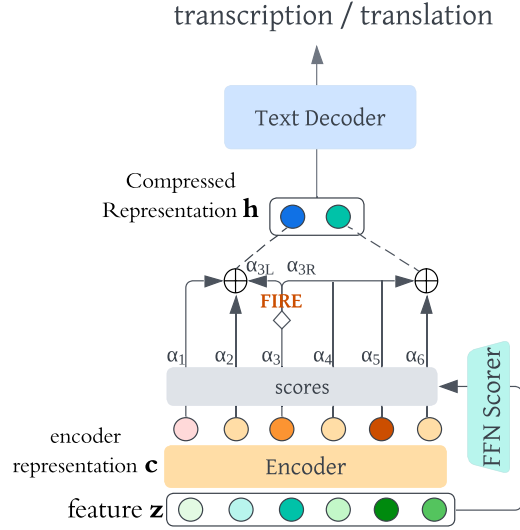 transcription / translation
Text Decoder
Compressed
Representation h
α3L α3R
FIRE
α1 α2 α3 α4 α5 α6
scores
FFN Scorer
encoder
representation c
Encoder
feature z